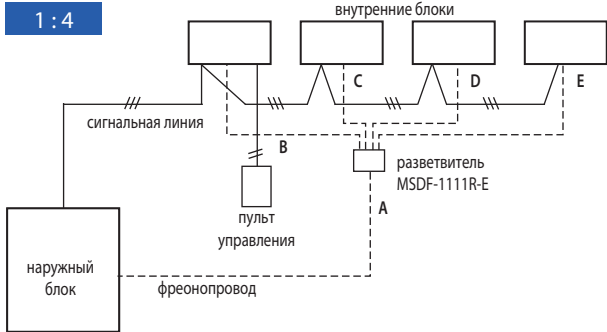 1 : 4
внутренние блоки
C
D
E
сигнальная линия
B
разветвитель
MSDF-1111R-E
A
пульт
управления
наружный
блок
фреонопровод